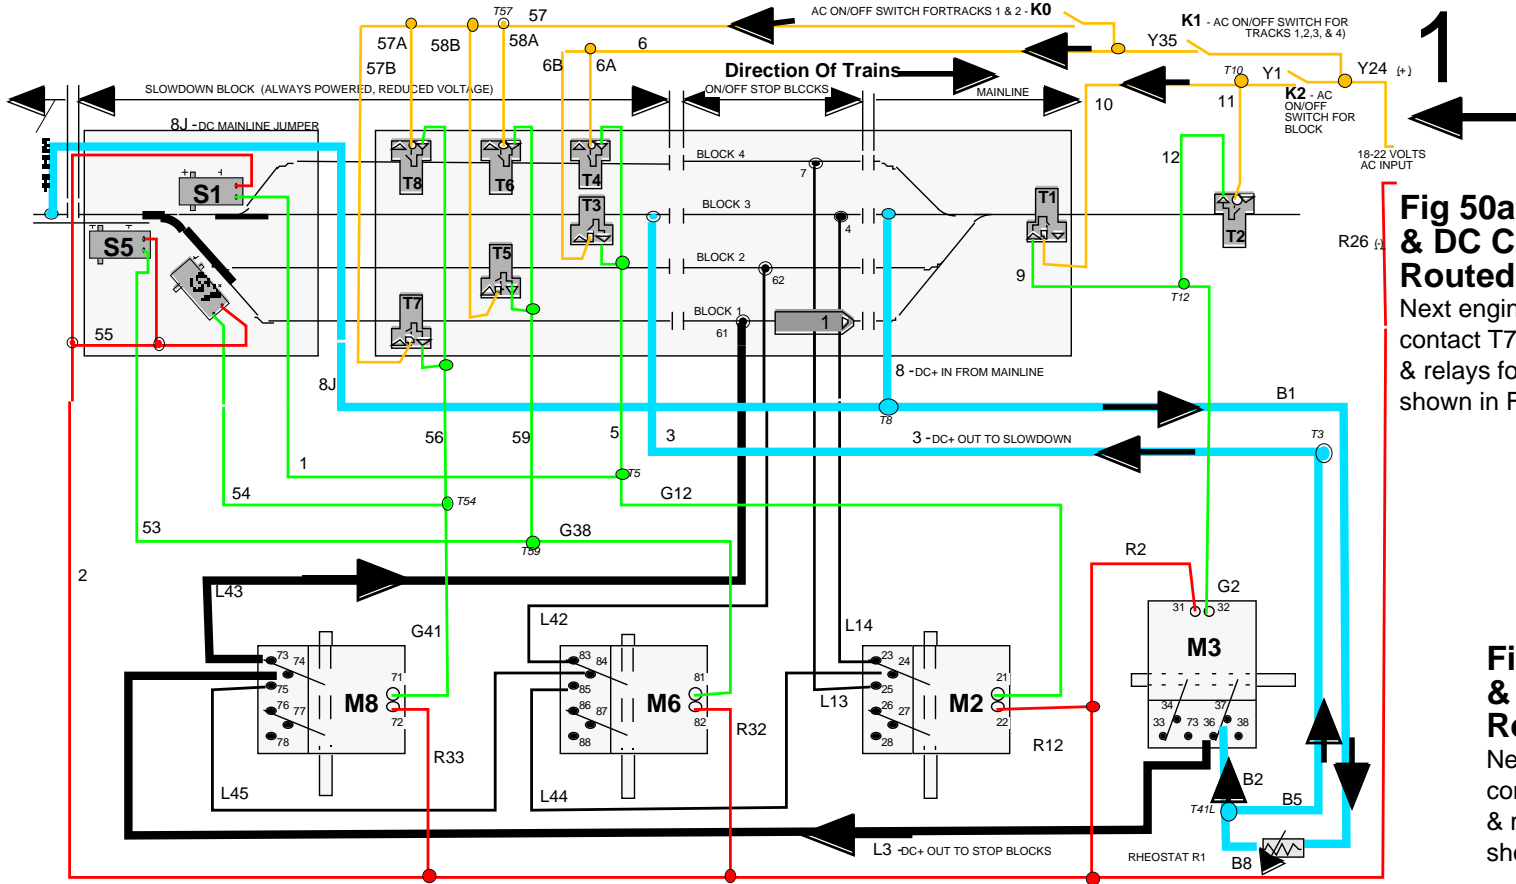 T57
57
AC ON/OFF SWITCH FORTRACKS 1 & 2 - K0
K1 - AC ON/OFF SWITCH FOR
TRACKS 1,2,3, & 4)
1
57A
58B
58A
6
Y35
57B
6B
6A
Direction Of Trains
T10
Y1
Y24 (+)
SLOWDOWN BLOCK (ALWAYS POWERED, REDUCED VOLTAGE)
ON/OFF STOP BLCCKS
MAINLINE
10
11
K2 - AC
ON/OFF
SWITCH FOR
BLOCK
8J - DC MAINLINE JUMPER
18-22 VOLTS
AC INPUT
BLOCK 4
12
T8
T6
T4
7
S1
T3
BLOCK 3
T1
4
T2
Fig 50a
& DC C
Routed
R26 (-)
S5
T5
BLOCK 2
62
9
T12
S7
T7
BLOCK 1
61
1
Next engin
contact T7
& relays fo
shown in F
55
8J
8 -DC+ IN FROM MAINLINE
B1
T8
56
59
5
3
3 -DC+ OUT TO SLOWDOWN
T3
1
T5
54
T54
G12
53
G38
T59
2
R2
L43
G2
31
32
L42
G41
L14
M3
Fi
&
Re
73
74
71
83
84
81
23
24
21
75
M8
85
M6
25
M2
L13
76
77
72
86
87
82
26
27
22
34
37
33
73
36
38
78
88
28
R33
R32
R12
Ne
con
& r
sho
L45
L44
B2
B5
T41L
L3 -DC+ OUT TO STOP BLOCKS
RHEOSTAT R1
B8